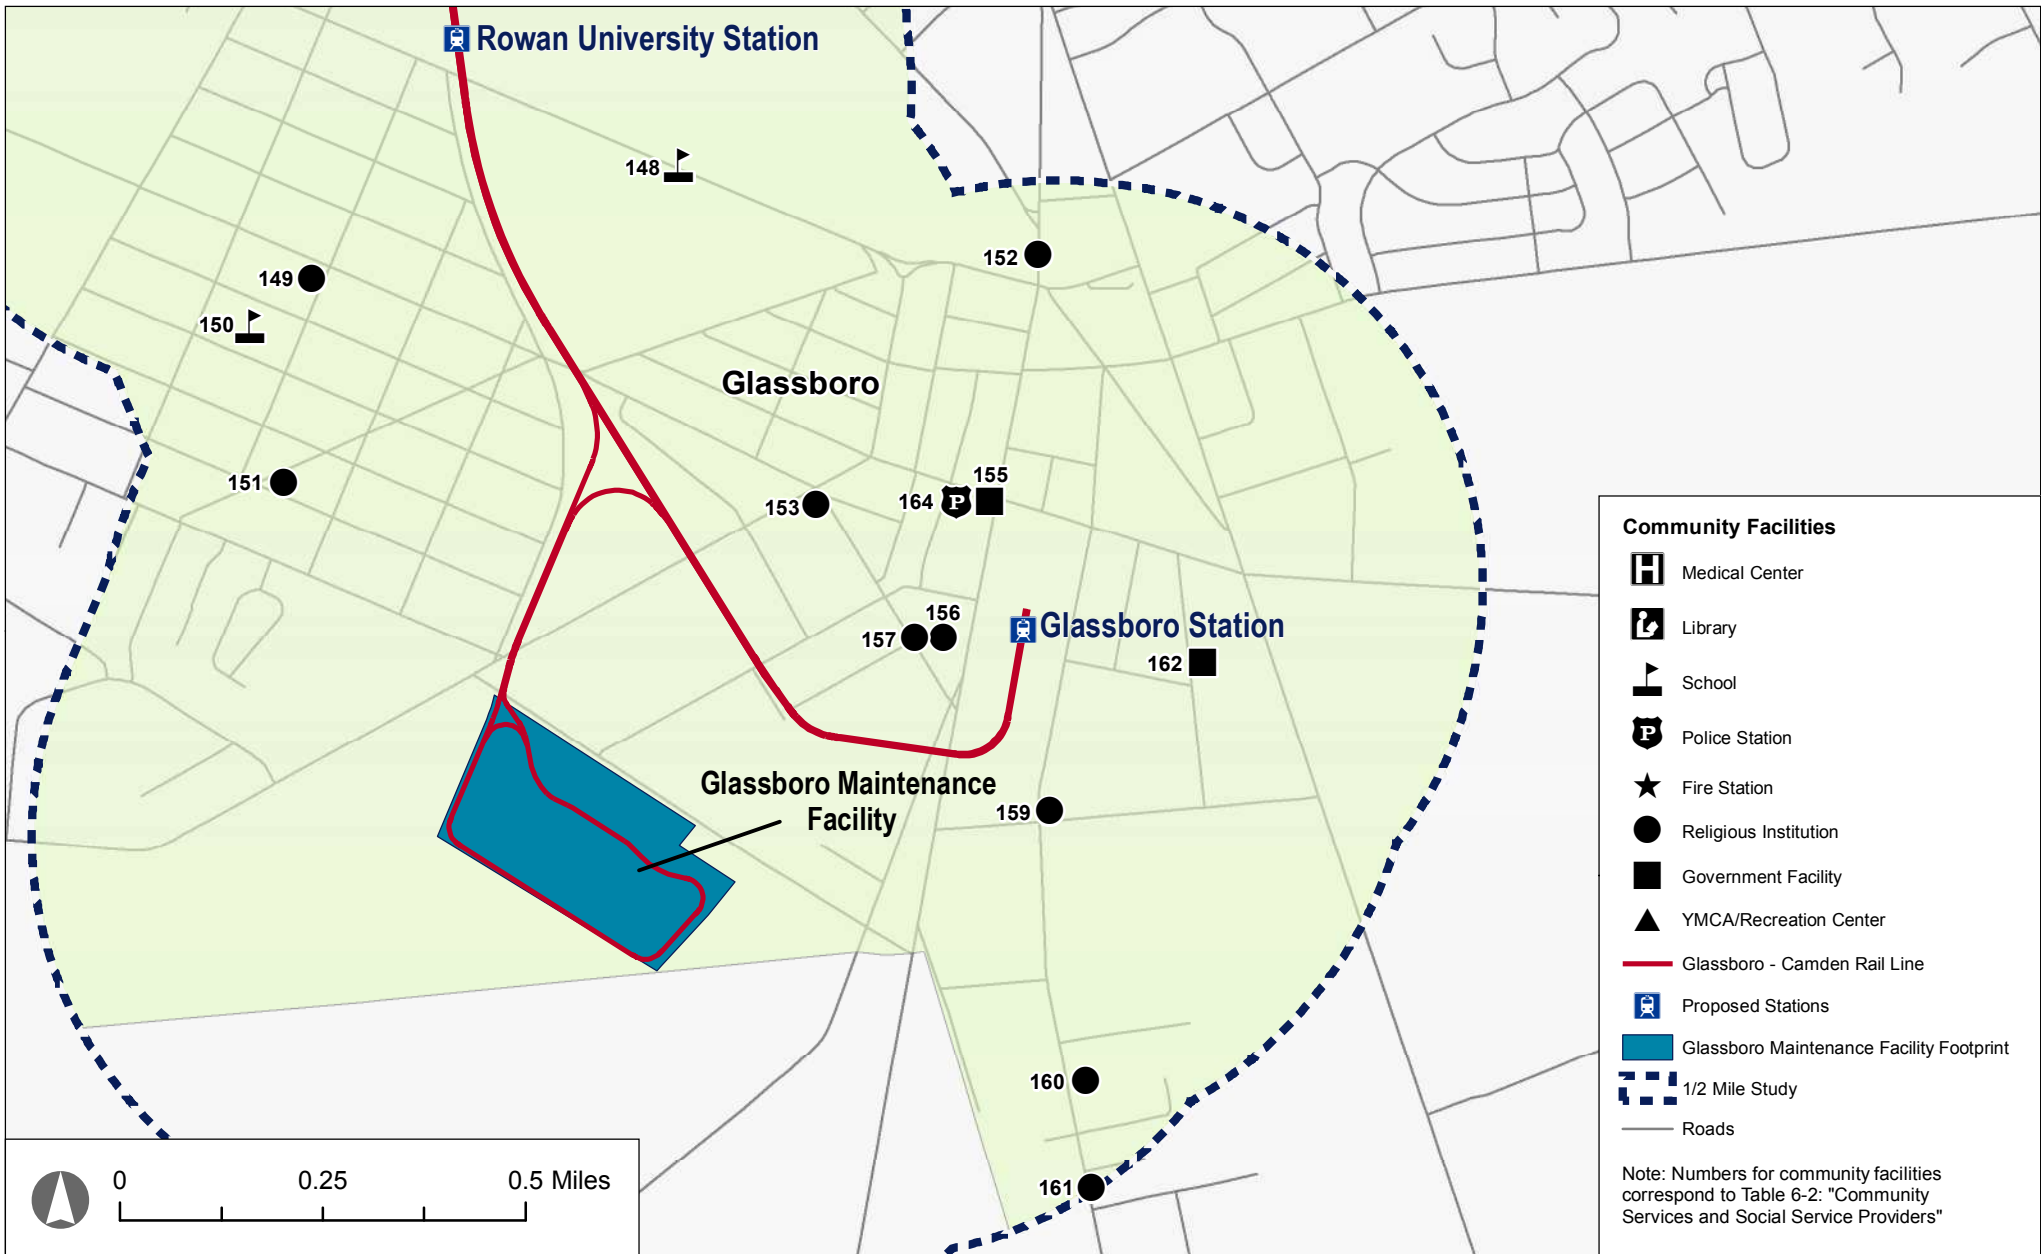 Rowan University Station
148
152
149
150
Glassboro
151
155
153
164 P
156
157
Glassboro Station
162
Glassboro Maintenance
Facility
159
160
161
0 0.25 0.5 Miles
Community Facilities
H Medical Center
Library
School
P Police Station
Fire Station
Religious Institution
Government Facility
YMCA/Recreation Center
Glassboro - Camden Rail Line
Proposed Stations
Glassboro Maintenance Facility Footprint
1/2 Mile Study
Roads
Note: Numbers for community facilities
correspond to Table 6-2: "Community
Services and Social Service Providers"